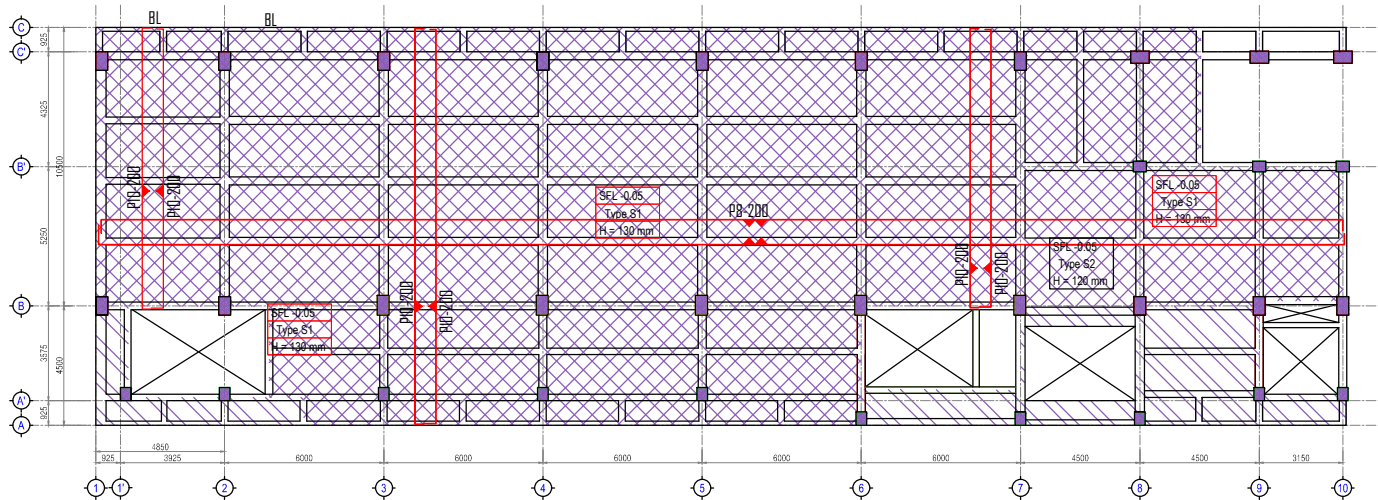 BL
BL
C
C'
B'
B
A'
A
925
4325
10500
5250
3575
4500
925
P10-200
P10-200
SFL -0.05
Type S1
H = 130 mm
P8-200
SFL -0.05
Type S1
H = 130 mm
SFL -0.05
Type S2
H = 120 mm
P10-200
P10-200
P10-200
P10-200
SFL -0.05
Type S1
H = 130 mm
4850
925
3925
6000
6000
6000
6000
6000
4500
4500
3150
1
1'
2
3
4
5
6
7
8
9
10